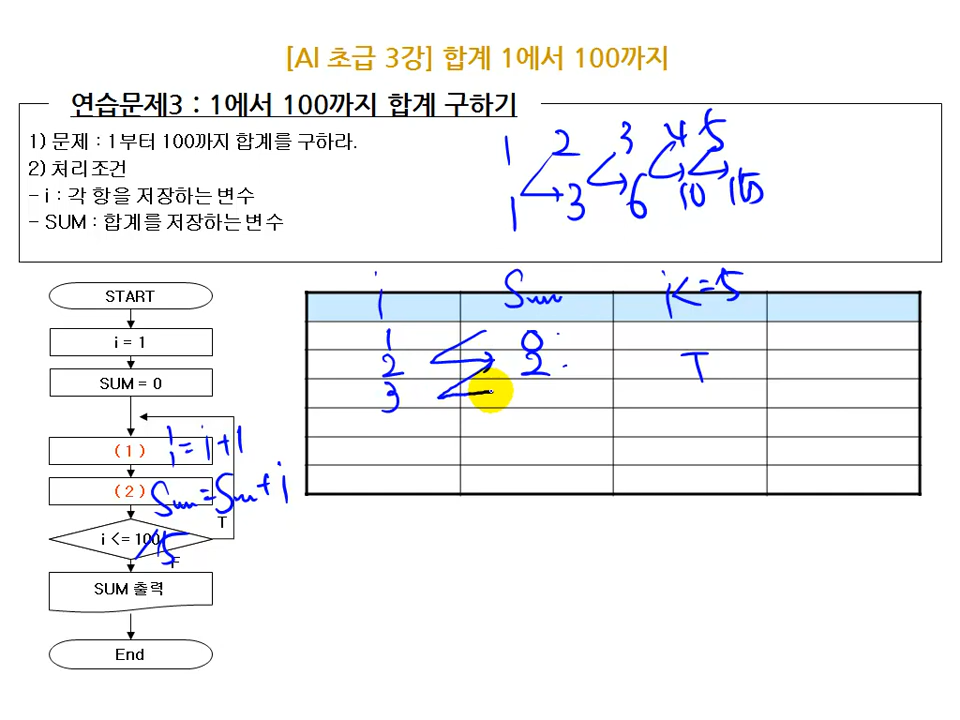 [AI 초급 3강] 합계 1에서 100까지
연습문제3 : 1에서 100까지 합계 구하기
1) 문제 : 1부터 100까지 합계를 구하라.
2) 처리조건
- i : 각 항을 저장하는 변수
- SUM : 합계를 저장하는 변수
1 2 3 4 5
1 3 6 10 15
START
i = 1
SUM = 0
(1) i = i + 1
(2) Sum = Sum + i
T
i <= 100 5
F
SUM 출력
End
i Sum i <= 5
1 0
2 2 T
3